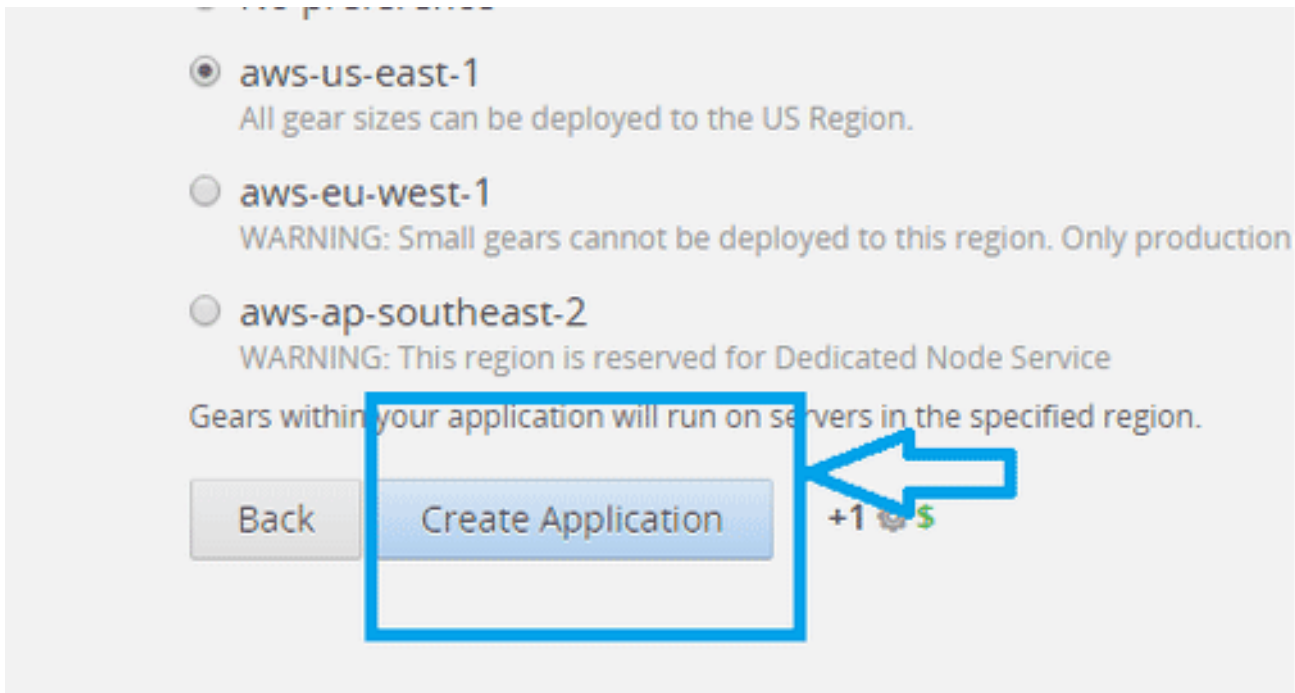 No preference
aws-us-east-1
All gear sizes can be deployed to the US Region.
aws-eu-west-1
WARNING: Small gears cannot be deployed to this region. Only production
aws-ap-southeast-2
WARNING: This region is reserved for Dedicated Node Service
Gears within your application will run on servers in the specified region.
Back Create Application +1 $